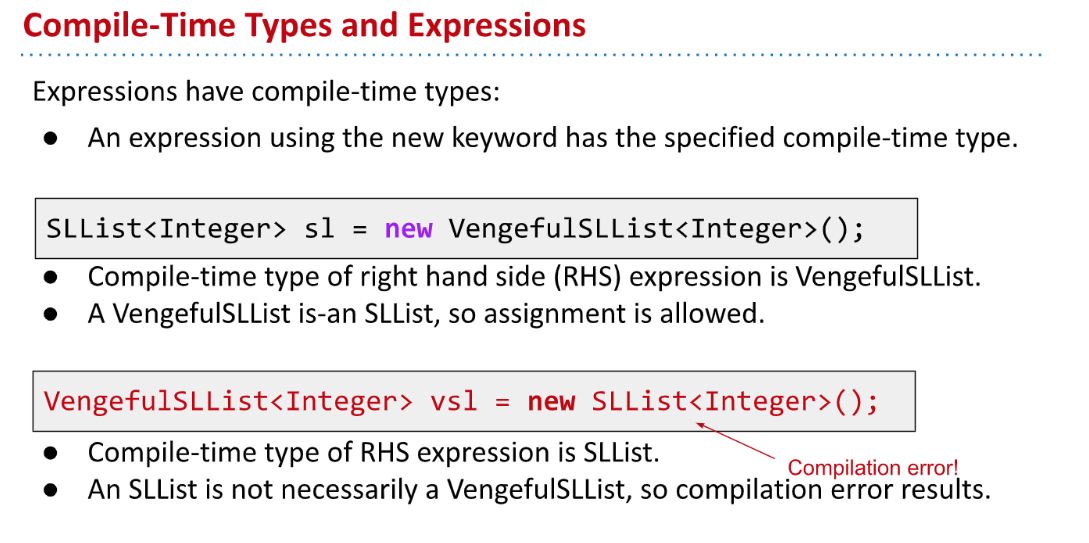 Compile-Time Types and Expressions
Expressions have compile-time types:
● An expression using the new keyword has the specified compile-time type.
SLList<Integer> sl = new VengefulSLList<Integer>();
● Compile-time type of right hand side (RHS) expression is VengefulSLList.
● A VengefulSLList is-an SLList, so assignment is allowed.
VengefulSLList<Integer> vsl = new SLList<Integer>();
● Compile-time type of RHS expression is SLList.
Compilation error!
● An SLList is not necessarily a VengefulSLList, so compilation error results.